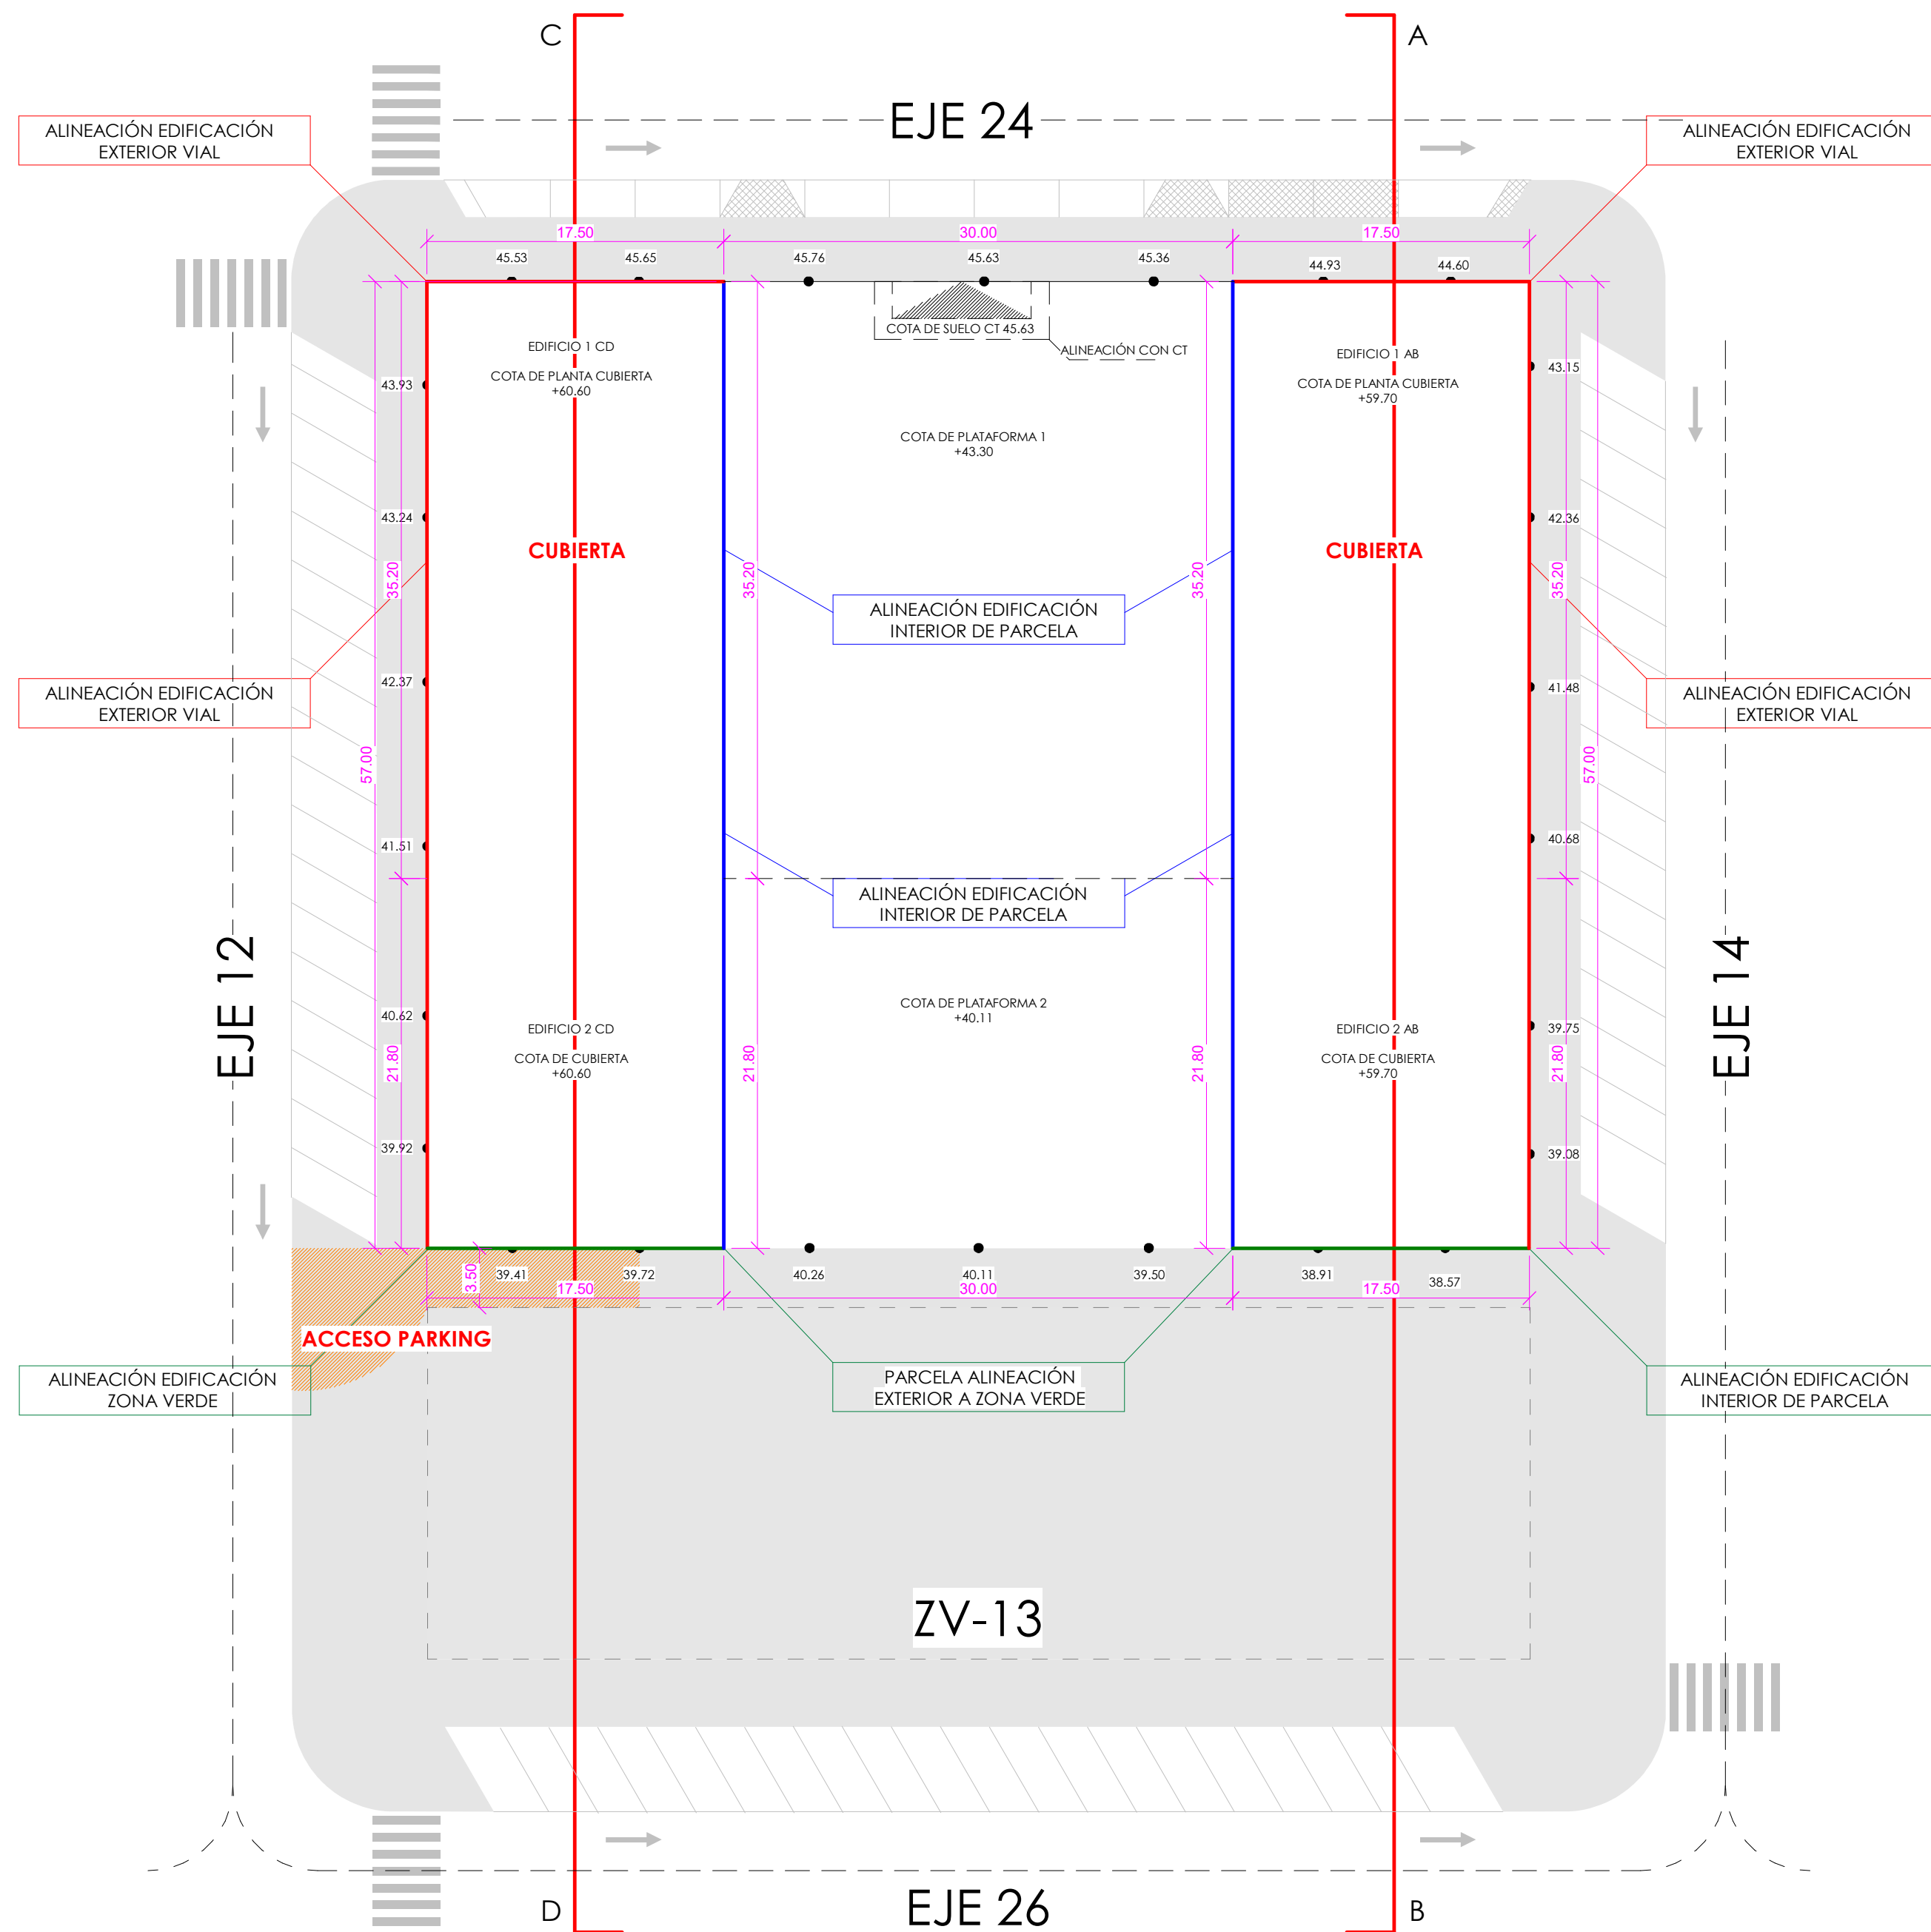 C
A
EJE 24
ALINEACIÓN EDIFICACIÓN
EXTERIOR VIAL
ALINEACIÓN EDIFICACIÓN
EXTERIOR VIAL
17.50
30.00
17.50
45.53
45.65
45.76
45.63
45.36
44.93
44.60
COTA DE SUELO CT 45.63
ALINEACIÓN CON CT
EDIFICIO 1 CD
COTA DE PLANTA CUBIERTA
+60.60
EDIFICIO 1 AB
COTA DE PLANTA CUBIERTA
+59.70
43.93
43.15
COTA DE PLATAFORMA 1
+43.30
43.24
42.36
CUBIERTA
CUBIERTA
35.20
35.20
35.20
35.20
ALINEACIÓN EDIFICACIÓN
INTERIOR DE PARCELA
42.37
41.48
ALINEACIÓN EDIFICACIÓN
EXTERIOR VIAL
ALINEACIÓN EDIFICACIÓN
EXTERIOR VIAL
57.00
57.00
41.51
40.68
ALINEACIÓN EDIFICACIÓN
INTERIOR DE PARCELA
EJE 12
EJE 14
COTA DE PLATAFORMA 2
+40.11
40.62
39.75
EDIFICIO 2 CD
COTA DE CUBIERTA
+60.60
EDIFICIO 2 AB
COTA DE CUBIERTA
+59.70
21.80
21.80
21.80
21.80
39.92
39.08
3.50
39.41
39.72
40.26
40.11
39.50
38.91
38.57
17.50
30.00
17.50
ACCESO PARKING
ALINEACIÓN EDIFICACIÓN
ZONA VERDE
PARCELA ALINEACIÓN
EXTERIOR A ZONA VERDE
ALINEACIÓN EDIFICACIÓN
INTERIOR DE PARCELA
ZV-13
D
EJE 26
B